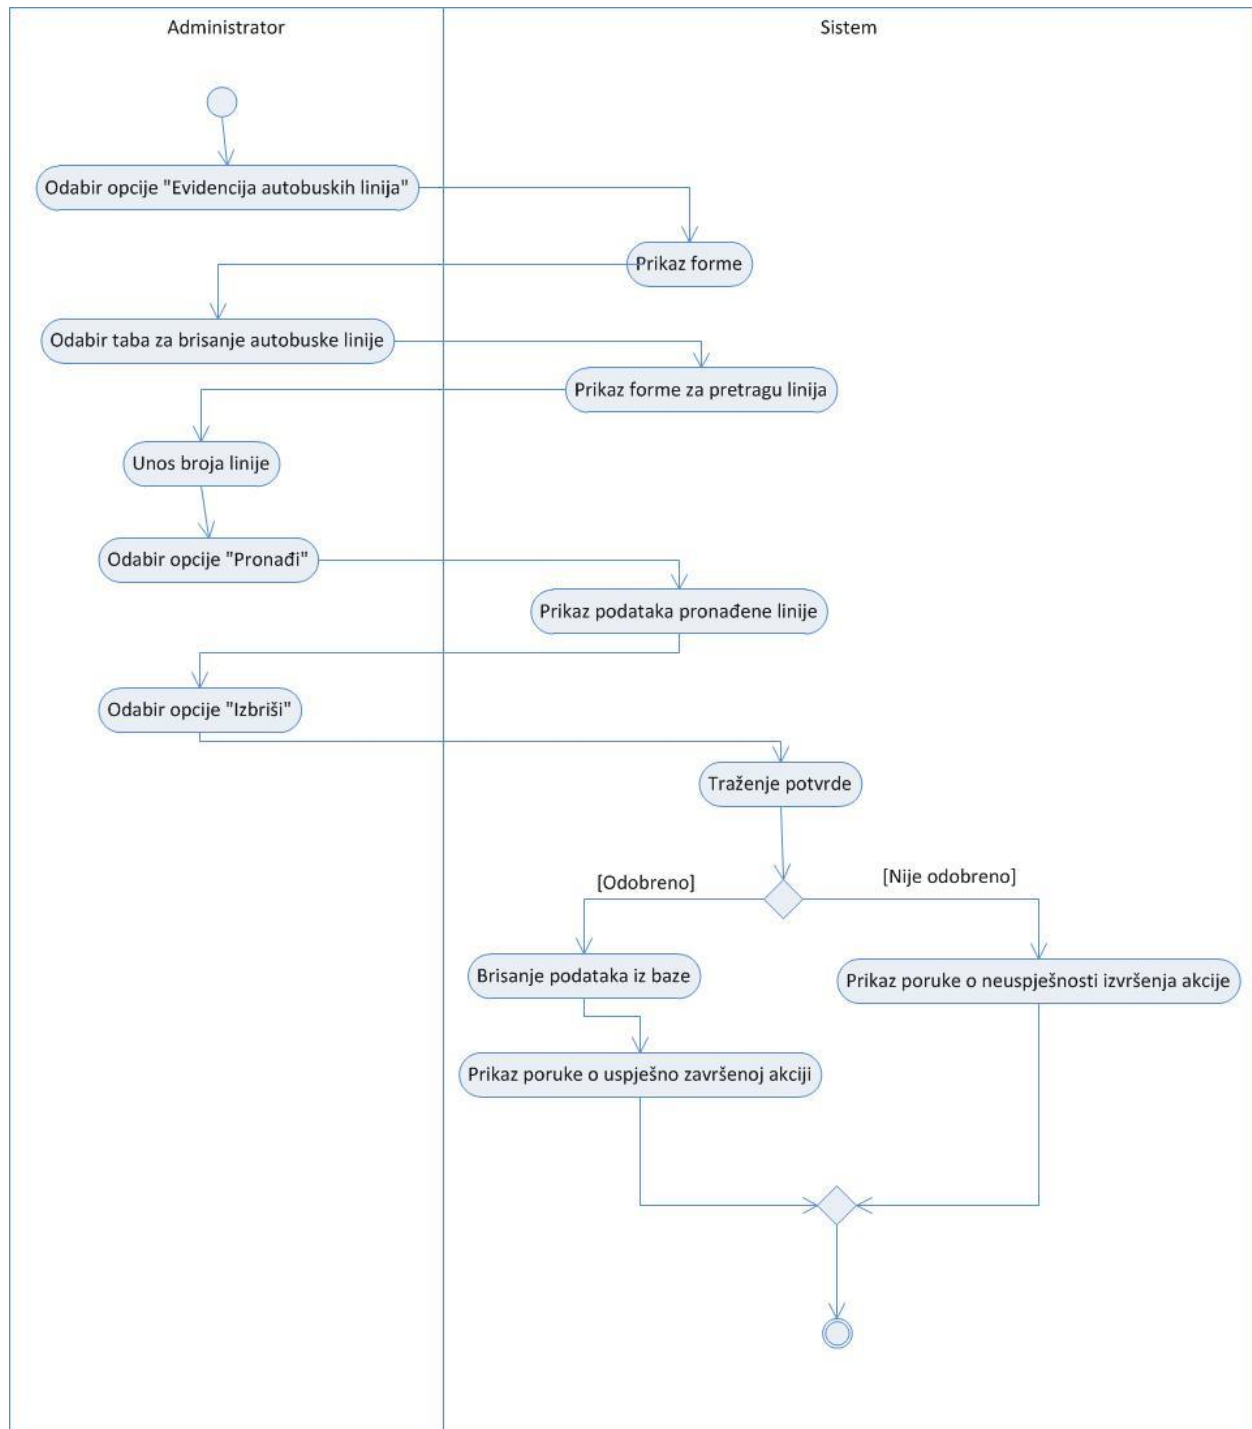 Administrator
Sistem
Odabir opcije "Evidencija autobuskih linija"
Prikaz forme
Odabir taba za brisanje autobuske linije
Prikaz forme za pretragu linija
Unos broja linije
Odabir opcije "Pronađi"
Prikaz podataka pronađene linije
Odabir opcije "Izbriši"
Traženje potvrde
[Odobreno]
[Nije odobreno]
Brisanje podataka iz baze
Prikaz poruke o neuspješnosti izvršenja akcije
Prikaz poruke o uspješno završenoj akciji